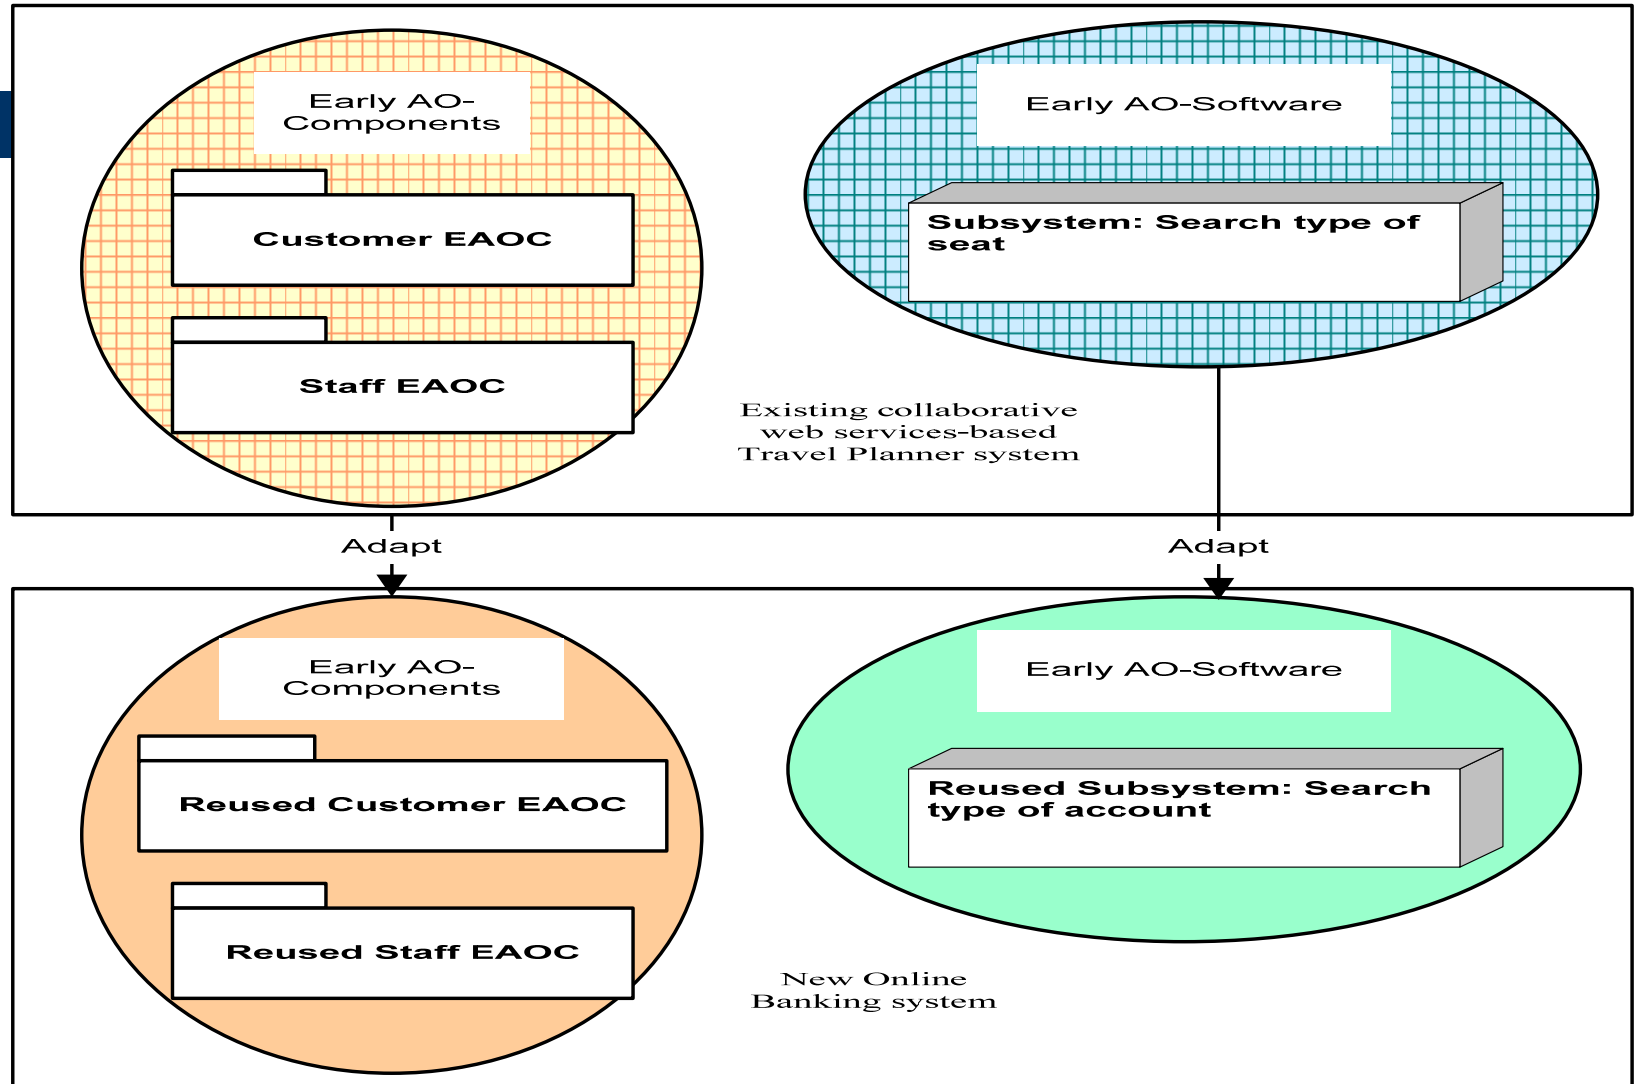 Early AO-
Components
Customer EAOC
Staff EAOC
Early AO-Software
Subsystem: Search type of
seat
Existing collaborative
web services-based
Travel Planner system
Adapt
Adapt
Early AO-
Components
Reused Customer EAOC
Reused Staff EAOC
Early AO-Software
Reused Subsystem: Search
type of account
New Online
Banking system